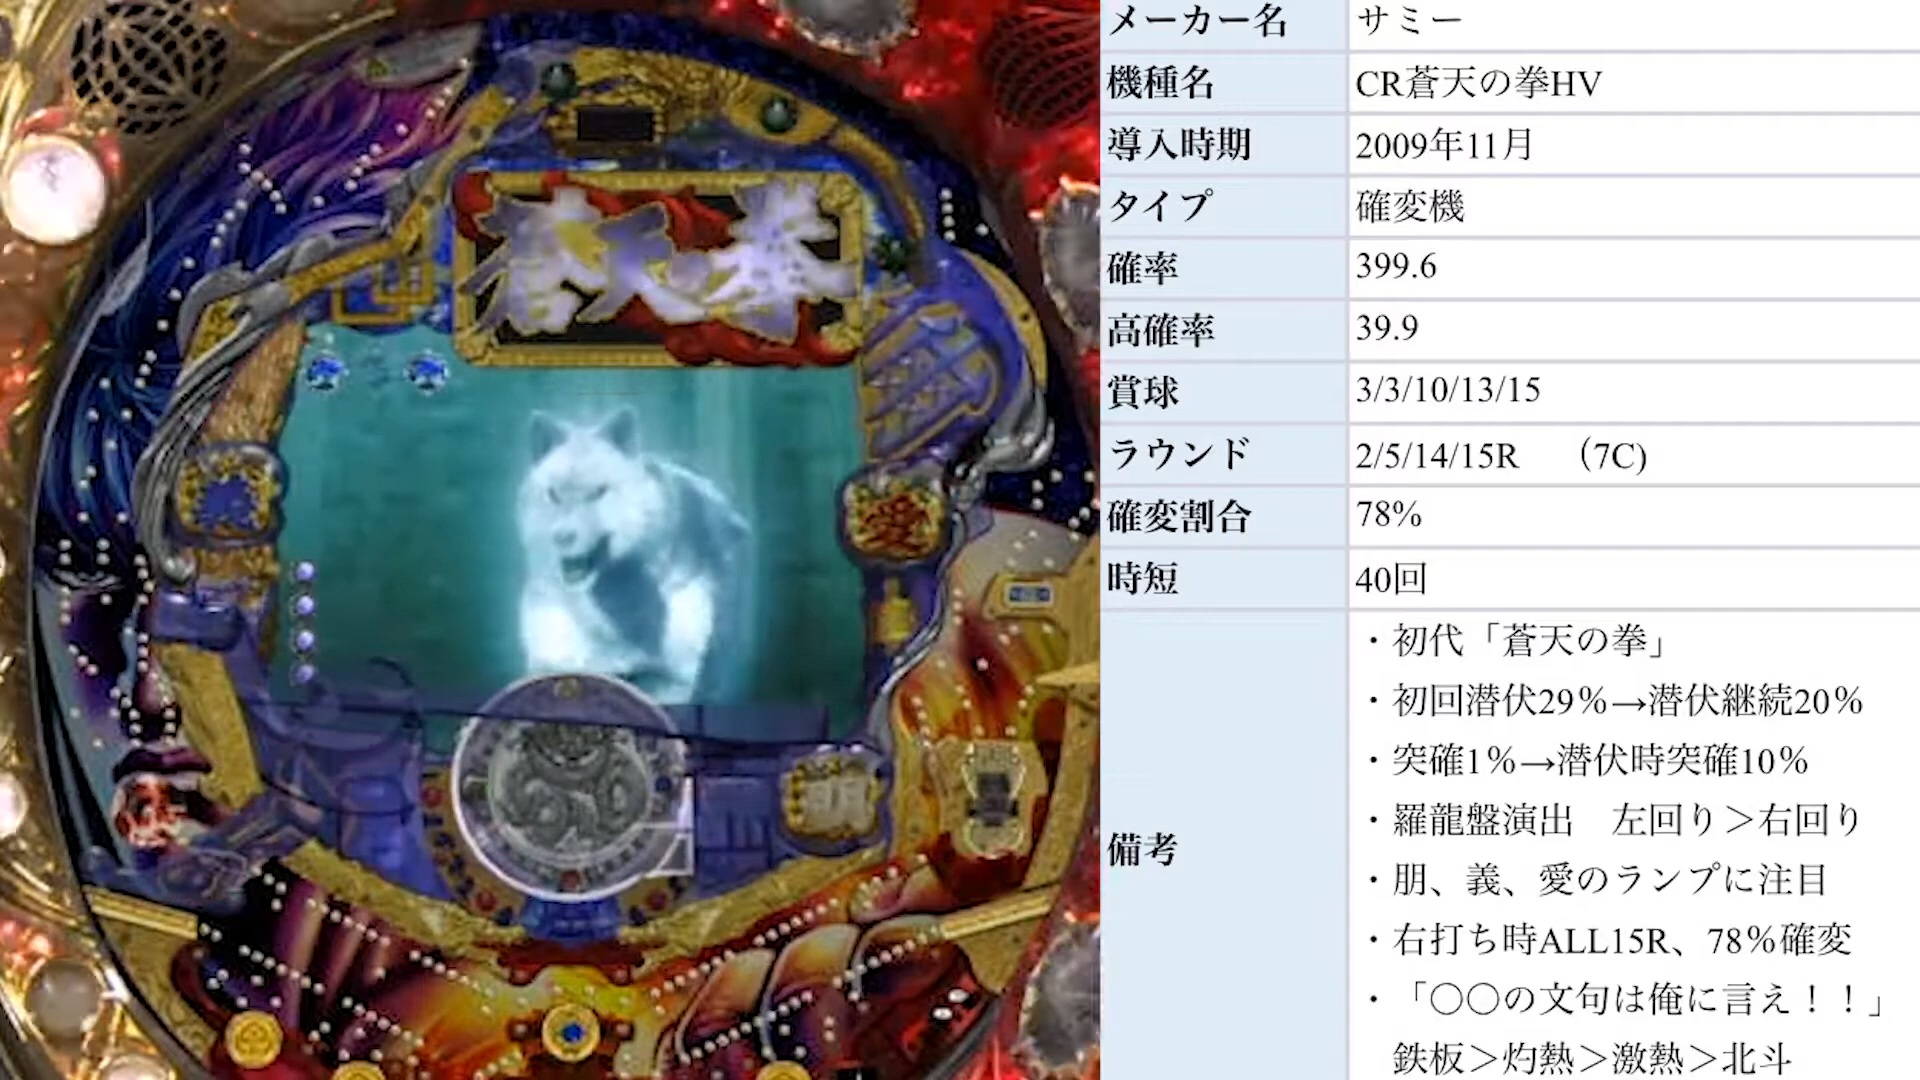 蒼天の拳
愛
メーカー名 サミー
機種名 CR蒼天の拳HV
導入時期 2009年11月
タイプ 確変機
確率 399.6
高確率 39.9
賞球 3/3/10/13/15
ラウンド 2/5/14/15R （7C)
確変割合 78%
時短 40回
備考
・初代「蒼天の拳」
・初回潜伏29%→潜伏継続20%
・突確1%→潜伏時突確10%
・羅龍盤演出　左回り＞右回り
・朋、義、愛のランプに注目
・右打ち時ALL15R、78%確変
・「〇〇の文句は俺に言え！！」
鉄板＞灼熱＞激熱＞北斗